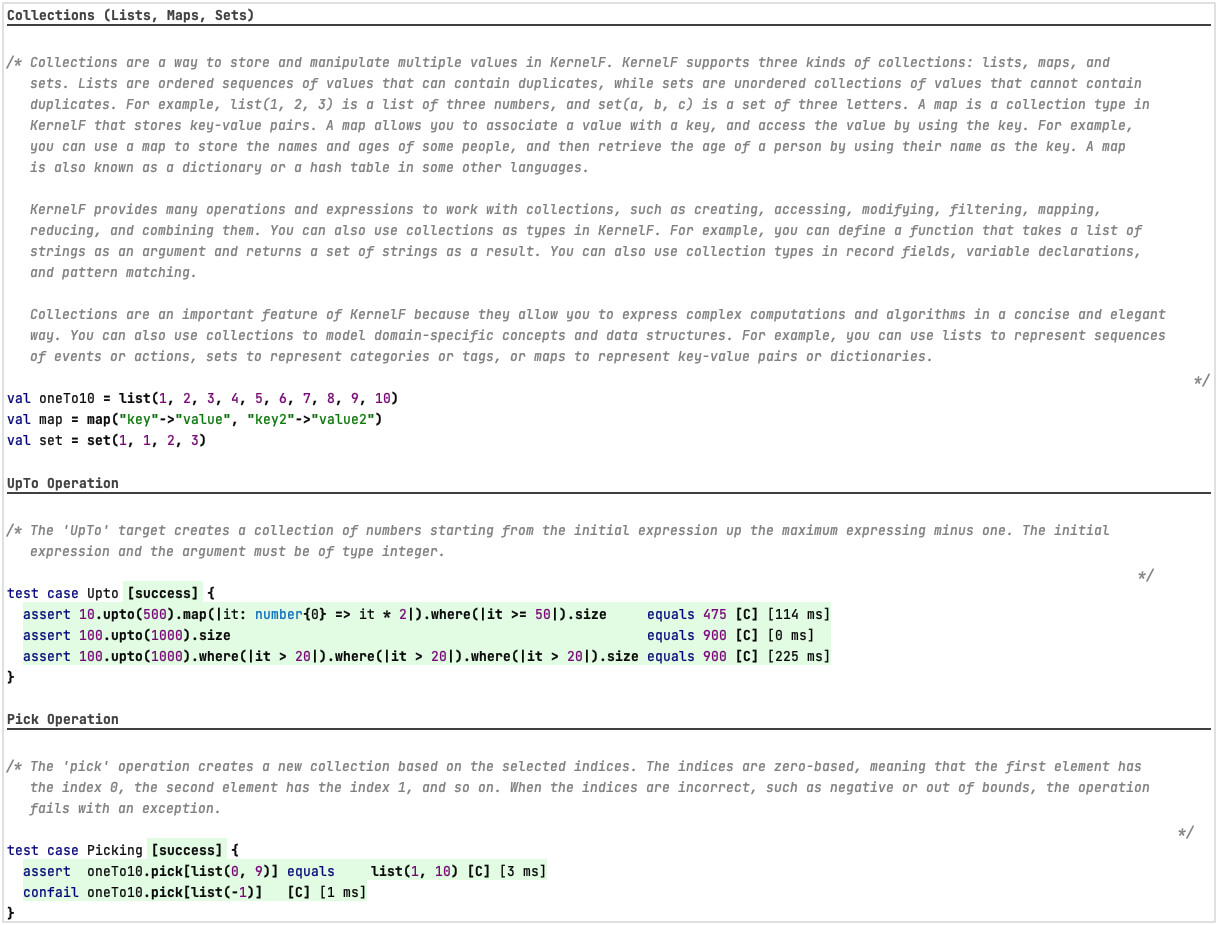 Collections (Lists, Maps, Sets)
/* Collections are a way to store and manipulate multiple values in KernelF. KernelF supports three kinds of collections: lists, maps, and
sets. Lists are ordered sequences of values that can contain duplicates, while sets are unordered collections of values that cannot contain
duplicates. For example, list(1, 2, 3) is a list of three numbers, and set(a, b, c) is a set of three letters. A map is a collection type in
KernelF that stores key-value pairs. A map allows you to associate a value with a key, and access the value by using the key. For example,
you can use a map to store the names and ages of some people, and then retrieve the age of a person by using their name as the key. A map
is also known as a dictionary or a hash table in some other languages.
KernelF provides many operations and expressions to work with collections, such as creating, accessing, modifying, filtering, mapping,
reducing, and combining them. You can also use collections as types in KernelF. For example, you can define a function that takes a list of
strings as an argument and returns a set of strings as a result. You can also use collection types in record fields, variable declarations,
and pattern matching.
Collections are an important feature of KernelF because they allow you to express complex computations and algorithms in a concise and elegant
way. You can also use collections to model domain-specific concepts and data structures. For example, you can use lists to represent sequences
of events or actions, sets to represent categories or tags, or maps to represent key-value pairs or dictionaries.
*/
val oneTo10 = list(1, 2, 3, 4, 5, 6, 7, 8, 9, 10)
val map = map("key"->"value", "key2"->"value2")
val set = set(1, 1, 2, 3)
UpTo Operation
/* The 'UpTo' target creates a collection of numbers starting from the initial expression up the maximum expressing minus one. The initial
expression and the argument must be of type integer.
*/
test case Upto [success] {
assert 10.upto(500).map(|it: number{0} => it * 2|).where(|it >= 50|).size equals 475 [C] [114 ms]
assert 100.upto(1000).size equals 900 [C] [0 ms]
assert 100.upto(1000).where(|it > 20|).where(|it > 20|).where(|it > 20|).size equals 900 [C] [225 ms]
}
Pick Operation
/* The 'pick' operation creates a new collection based on the selected indices. The indices are zero-based, meaning that the first element has
the index 0, the second element has the index 1, and so on. When the indices are incorrect, such as negative or out of bounds, the operation
fails with an exception.
*/
test case Picking [success] {
assert oneTo10.pick[list(0, 9)] equals list(1, 10) [C] [3 ms]
confail oneTo10.pick[list(-1)] [C] [1 ms]
}